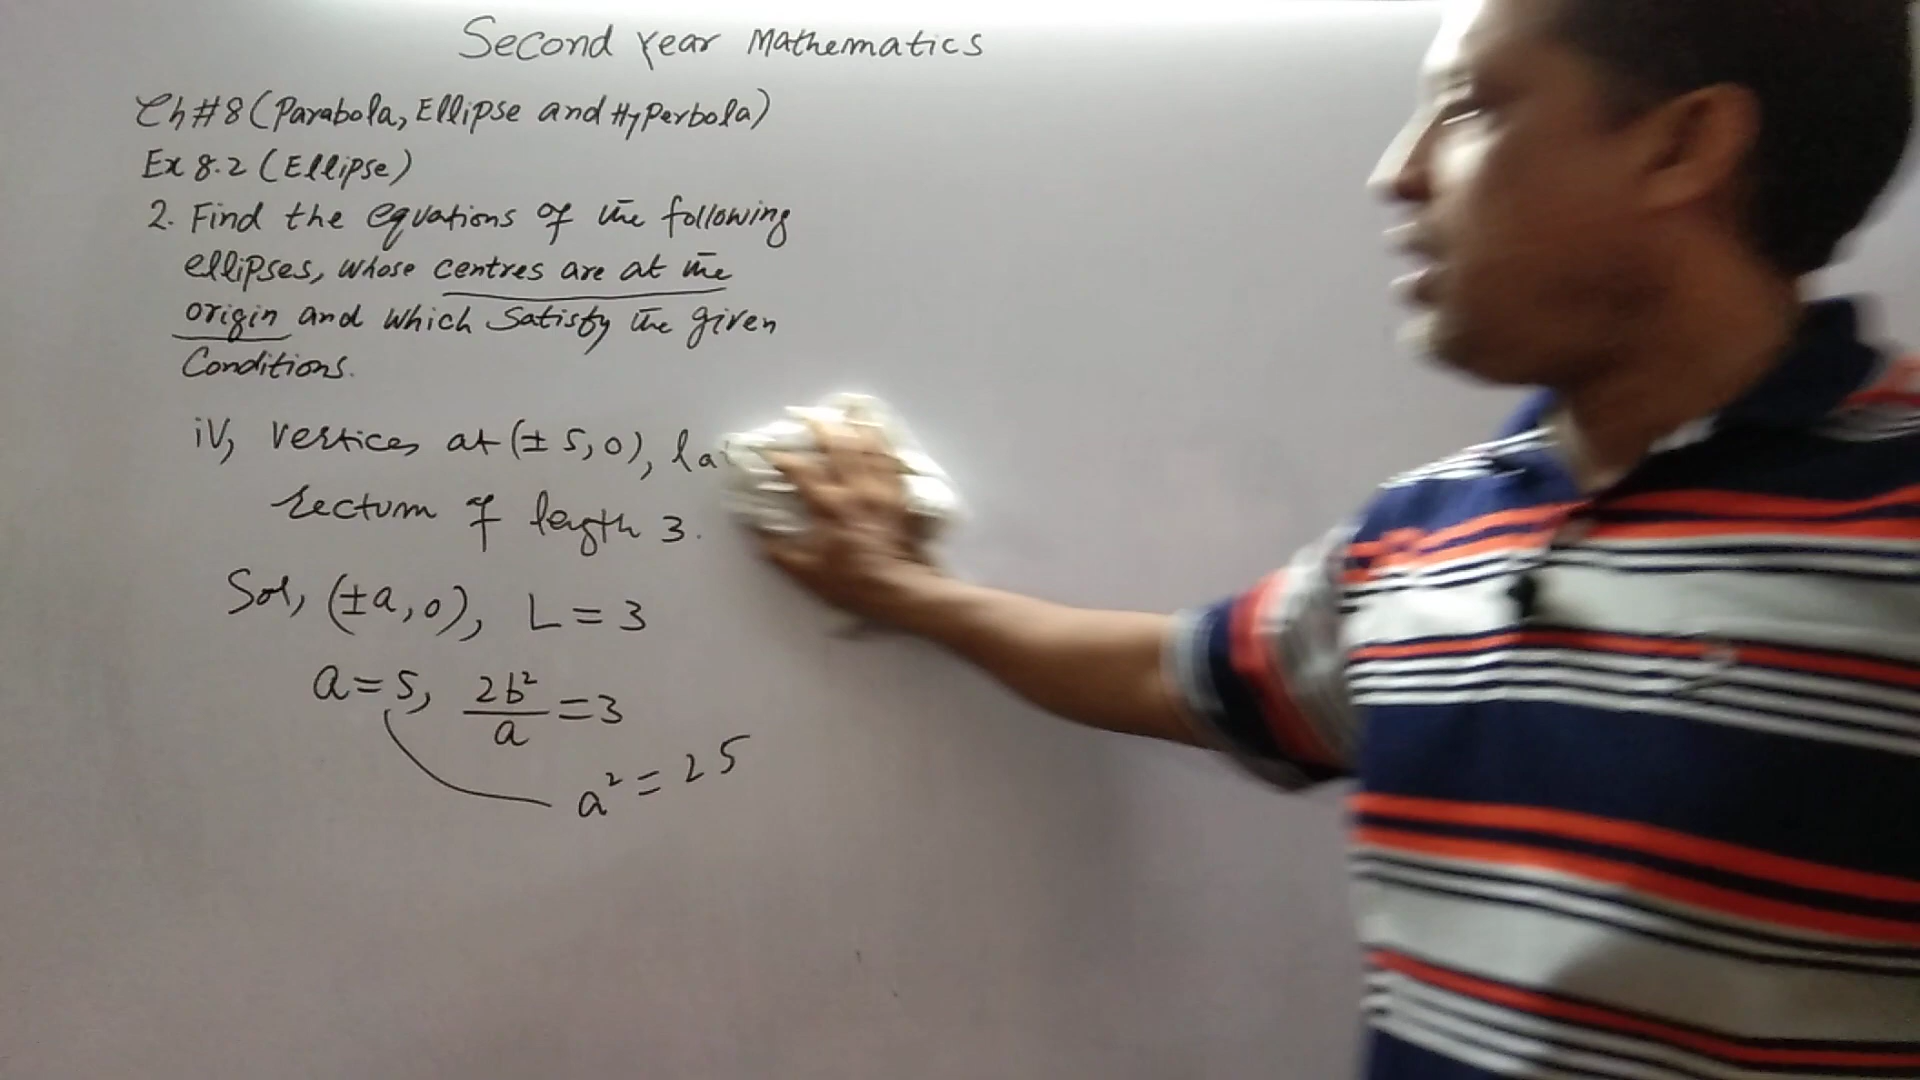 Second Year Mathematics
Ch#8 (Parabola, Ellipse and HyPerbola)
Ex 8.2 (Ellipse)
2. Find the equations of the following
ellipses, whose centres are at the
origin and which satisfy the given
Conditions.
iv, vertices at (± 5, 0), la
rectum of length 3.
Sol, (±a, 0), L = 3
a = 5, 2b²/a = 3
a² = 25